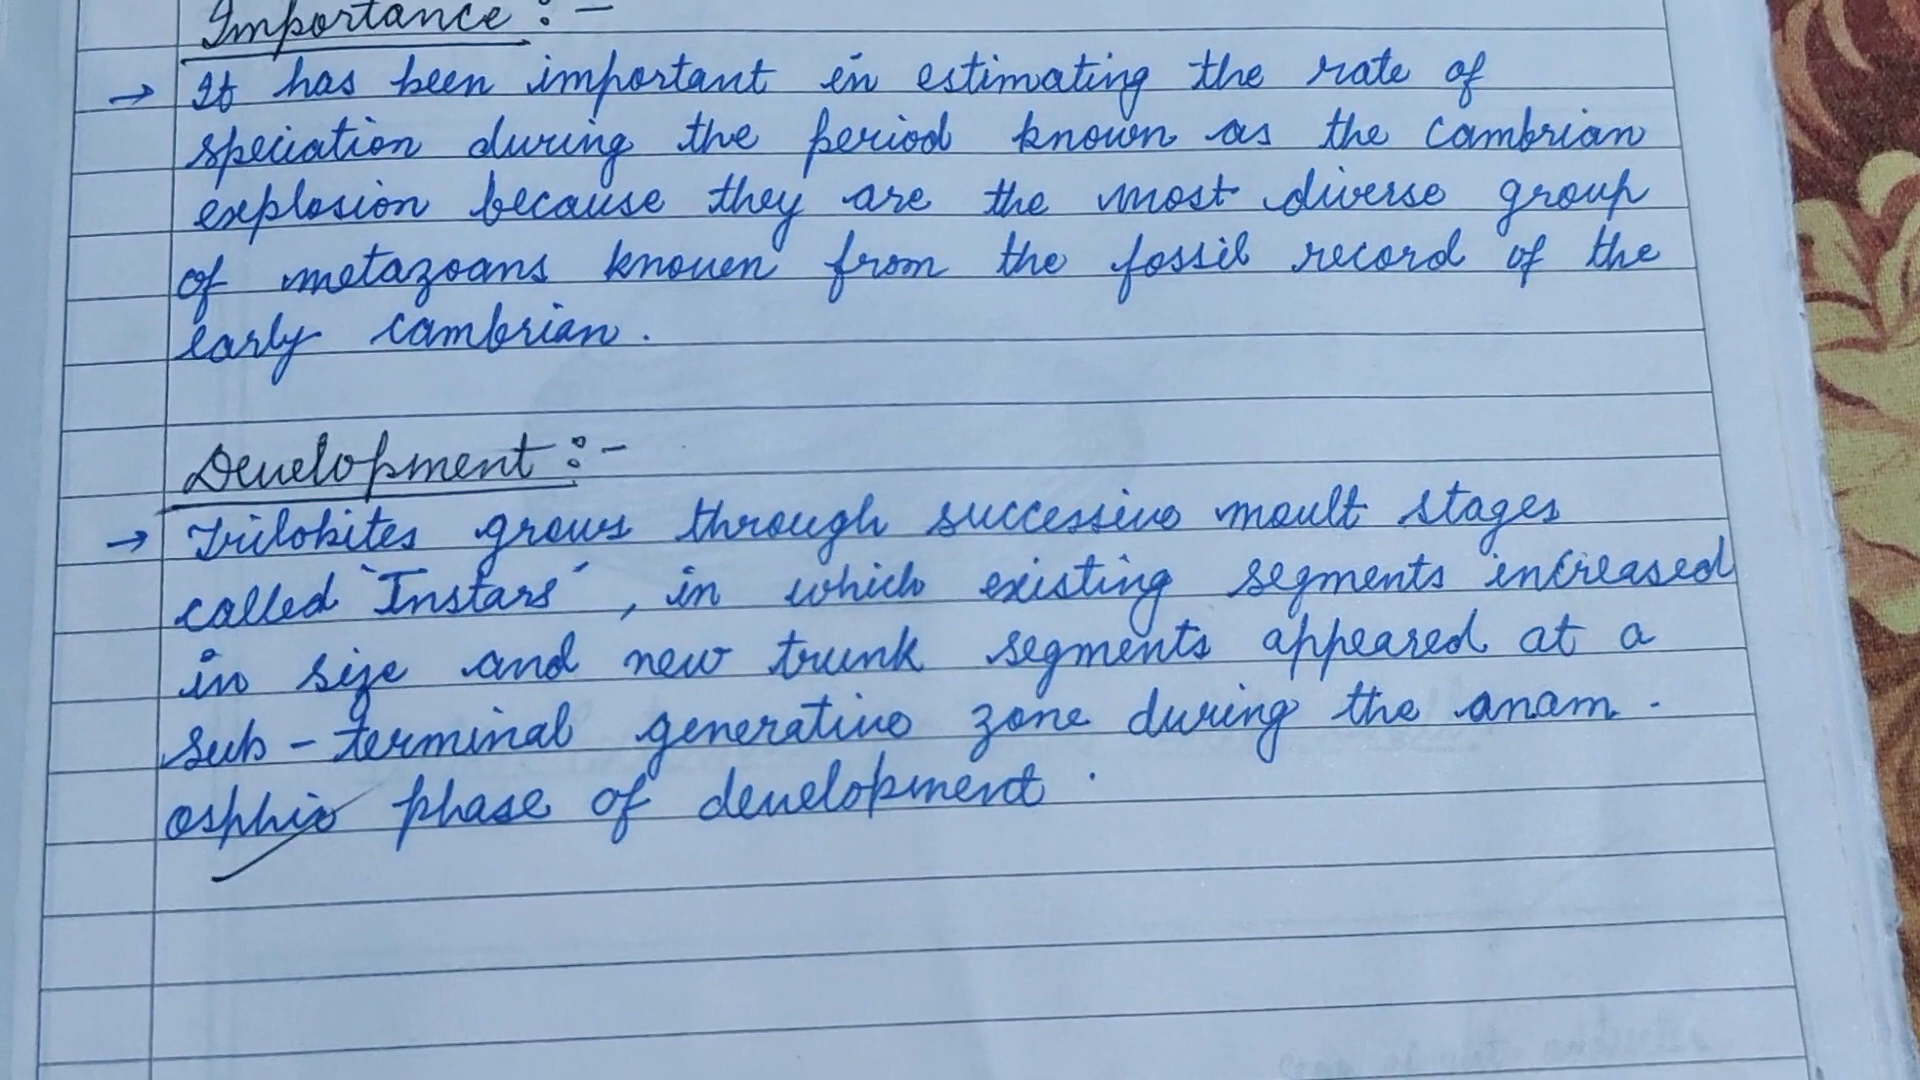 Importance :-
→ It has been important in estimating the rate of
speciation during the period known as the Cambrian
explosion because they are the most diverse group
of metazoans known from the fossil record of the
early Cambrian.
Development :-
→ Trilobites grows through successive moult stages
called "Instars", in which existing segments increased
in size and new trunk segments appeared at a
sub-terminal generative zone during the anam-
osphic phase of development.